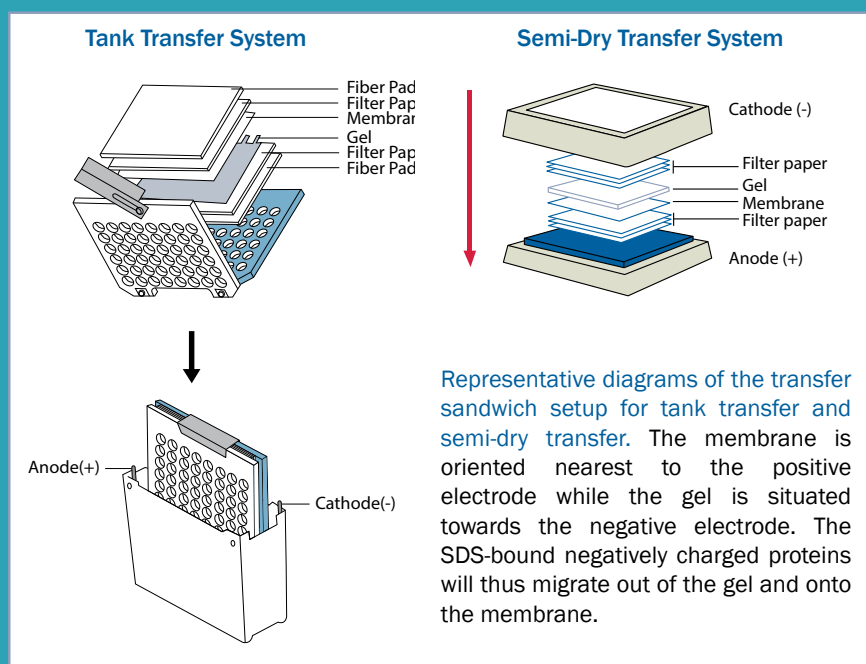 Tank Transfer System
Fiber Pad
Filter Pap
Membran
Gel
Filter Pap
Fiber Pad
Anode(+)
Cathode(-)
Semi-Dry Transfer System
Cathode (-)
Filter paper
Gel
Membrane
Filter paper
Anode (+)
Representative diagrams of the transfer
sandwich setup for tank transfer and
semi-dry transfer. The membrane is
oriented nearest to the positive
electrode while the gel is situated
towards the negative electrode. The
SDS-bound negatively charged proteins
will thus migrate out of the gel and onto
the membrane.